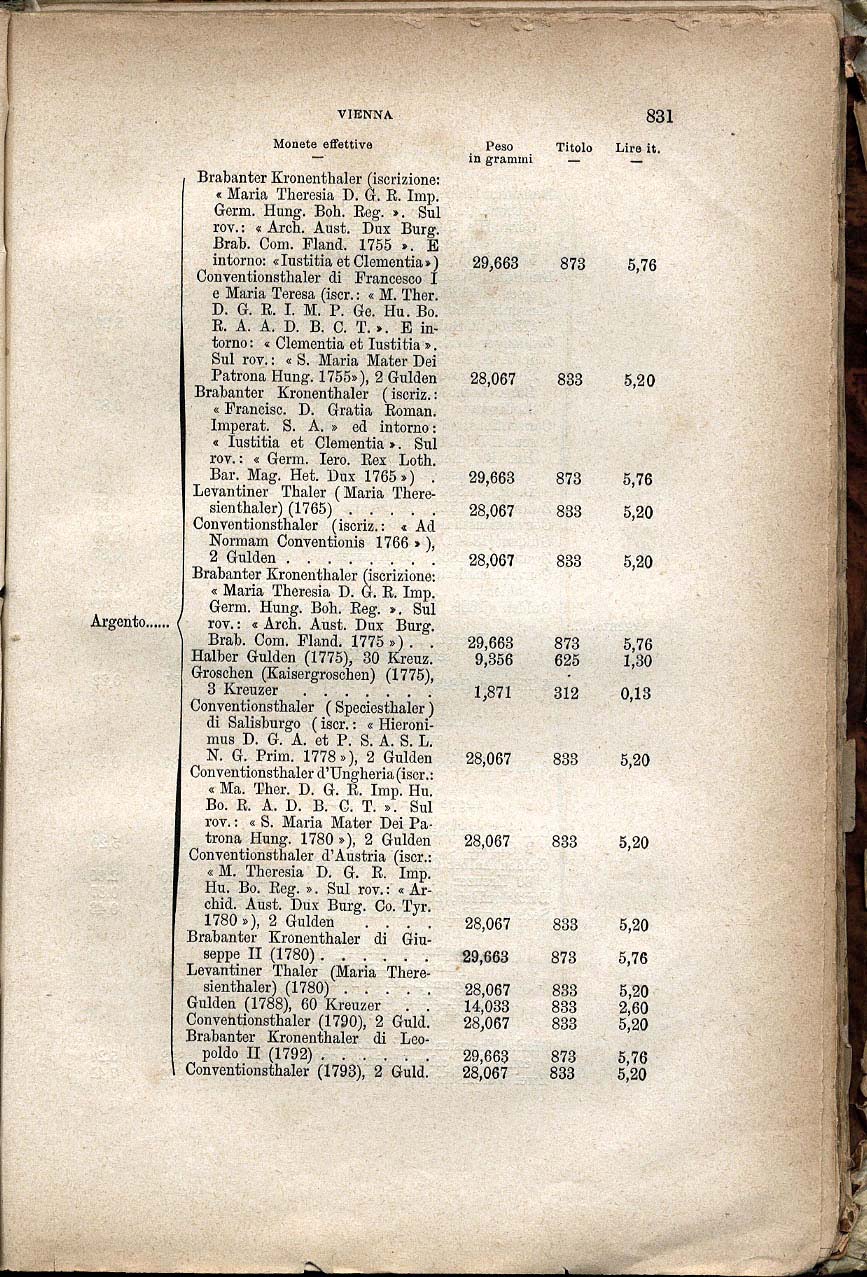 VIENNA 831
Monete effettive Peso in grammi Titolo Lire it.
Brabanter Kronenthaler (iscrizione:
« Maria Theresia D. G. R. Imp.
Germ. Hung. Boh. Reg. ». Sul
rov.: « Arch. Aust. Dux Burg.
Brab. Com. Fland. 1755 ». E
intorno: «Iustitia et Clementia») 29,663 873 5,76
Conventionsthaler di Francesco I
e Maria Teresa (iscr.: « M. Ther.
D. G. R. I. M. P. Ge. Hu. Bo.
R. A. A. D. B. C. T. ». E in-
torno: « Clementia et Iustitia ».
Sul rov.: « S. Maria Mater Dei
Patrona Hung. 1755»), 2 Gulden 28,067 833 5,20
Brabanter Kronenthaler (iscriz.:
« Francisc. D. Gratia Roman.
Imperat. S. A. » ed intorno:
« Iustitia et Clementia ». Sul
rov.: « Germ. Iero. Rex Loth.
Bar. Mag. Het. Dux 1765») . 29,663 873 5,76
Levantiner Thaler (Maria There-
sienthaler) (1765) . . . . . 28,067 833 5,20
Conventionsthaler (iscriz.: « Ad
Normam Conventionis 1766 » ),
2 Gulden . . . . . . . . 28,067 833 5,20
Brabanter Kronenthaler (iscrizione:
« Maria Theresia D. G. R. Imp.
Germ. Hung. Boh. Reg. ». Sul
Argento...... rov.: « Arch. Aust. Dux Burg.
Brab. Com. Fland. 1775 ») . . 29,663 873 5,76
Halber Gulden (1775), 30 Kreuz. 9,356 625 1,30
Groschen (Kaisergroschen) (1775),
3 Kreuzer . . . . . . . 1,871 312 0,13
Conventionsthaler (Speciesthaler)
di Salisburgo (iscr.: « Hieroni-
mus D. G. A. et P. S. A. S. L.
N. G. Prim. 1778 »), 2 Gulden 28,067 833 5,20
Conventionsthaler d'Ungheria (iscr.:
« Ma. Ther. D. G. R. Imp. Hu.
Bo. R. A. D. B. C. T. ». Sul
rov.: « S. Maria Mater Dei Pa-
trona Hung. 1780 »), 2 Gulden 28,067 833 5,20
Conventionsthaler d'Austria (iscr.:
« M. Theresia D. G. R. Imp.
Hu. Bo. Reg. ». Sul rov.: « Ar-
chid. Aust. Dux Burg. Co. Tyr.
1780 »), 2 Gulden . . . . 28,067 833 5,20
Brabanter Kronenthaler di Giu-
seppe II (1780) . . . . . . 29,663 873 5,76
Levantiner Thaler (Maria There-
sienthaler) (1780) . . . . . 28,067 833 5,20
Gulden (1788), 60 Kreuzer . . 14,033 833 2,60
Conventionsthaler (1790), 2 Guld. 28,067 833 5,20
Brabanter Kronenthaler di Leo-
poldo II (1792) . . . . . . 29,663 873 5,76
Conventionsthaler (1793), 2 Guld. 28,067 833 5,20